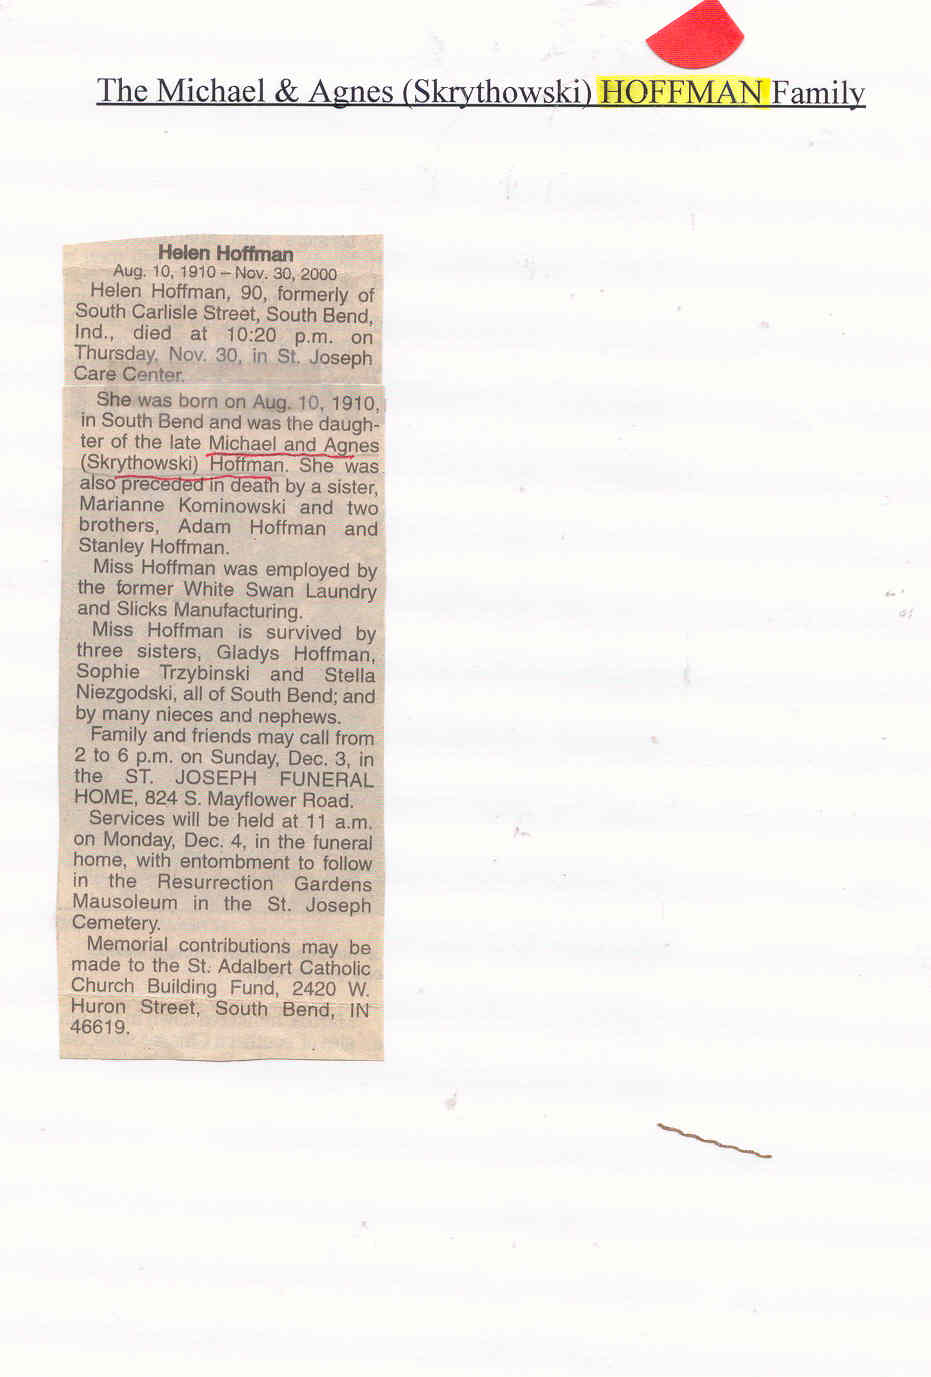 The Michael & Agnes (Skrythowski) HOFFMAN Family
Helen Hoffman
Aug. 10, 1910 – Nov. 30, 2000
Helen Hoffman, 90, formerly of
South Carlisle Street, South Bend,
Ind., died at 10:20 p.m. on
Thursday, Nov. 30, in St. Joseph
Care Center.
She was born on Aug. 10, 1910,
in South Bend and was the daugh-
ter of the late Michael and Agnes
(Skrythowski) Hoffman. She was
also preceded in death by a sister,
Marianne Kominowski and two
brothers, Adam Hoffman and
Stanley Hoffman.
Miss Hoffman was employed by
the former White Swan Laundry
and Slicks Manufacturing.
Miss Hoffman is survived by
three sisters, Gladys Hoffman,
Sophie Trzybinski and Stella
Niezgodski, all of South Bend; and
by many nieces and nephews.
Family and friends may call from
2 to 6 p.m. on Sunday, Dec. 3, in
the ST. JOSEPH FUNERAL
HOME, 824 S. Mayflower Road.
Services will be held at 11 a.m.
on Monday, Dec. 4, in the funeral
home, with entombment to follow
in the Resurrection Gardens
Mausoleum in the St. Joseph
Cemetery.
Memorial contributions may be
made to the St. Adalbert Catholic
Church Building Fund, 2420 W.
Huron Street, South Bend, IN
46619.